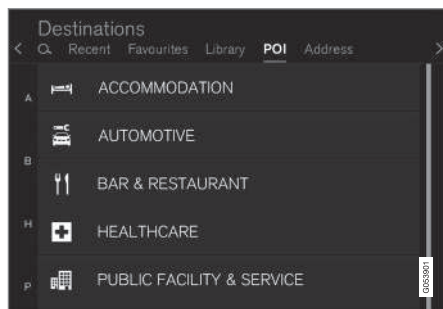 Destinations
Recent Favourites Library POI Address
A
ACCOMMODATION
AUTOMOTIVE
B
BAR & RESTAURANT
H
HEALTHCARE
P
PUBLIC FACILITY & SERVICE
G053901